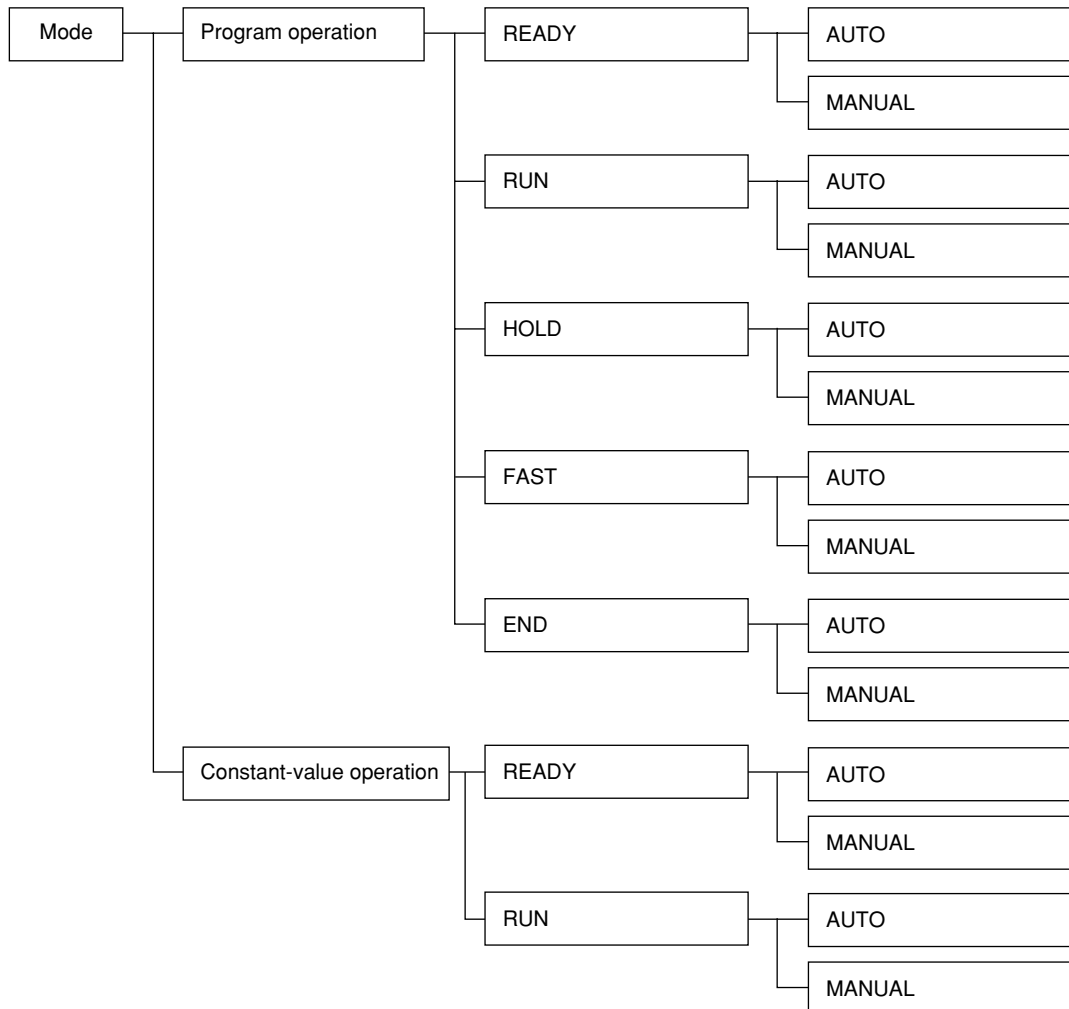 Mode
Program operation
READY
AUTO
MANUAL
RUN
AUTO
MANUAL
HOLD
AUTO
MANUAL
FAST
AUTO
MANUAL
END
AUTO
MANUAL
Constant-value operation
READY
AUTO
MANUAL
RUN
AUTO
MANUAL